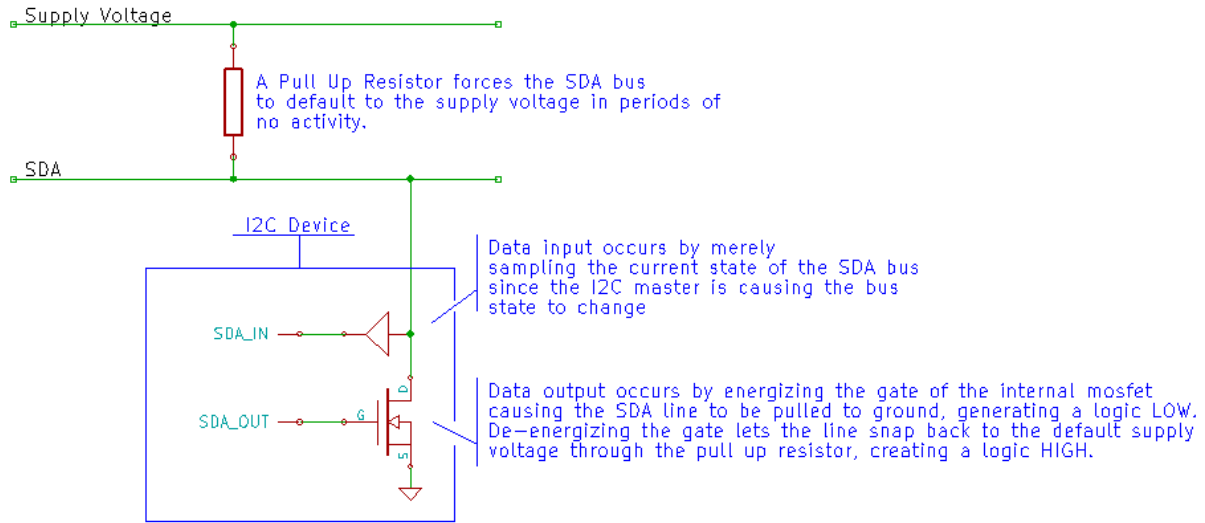 Supply Voltage
A Pull Up Resistor forces the SDA bus
to default to the supply voltage in periods of
no activity.
SDA
I2C Device
Data input occurs by merely
sampling the current state of the SDA bus
since the I2C master is causing the bus
state to change
SDA_IN
D
Data output occurs by energizing the gate of the internal mosfet
causing the SDA line to be pulled to ground, generating a logic LOW.
De-energizing the gate lets the line snap back to the default supply
voltage through the pull up resistor, creating a logic HIGH.
SDA_OUT
G
S